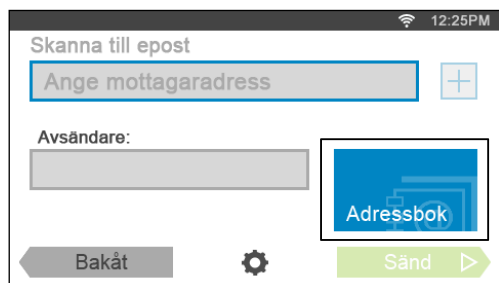 12:25PM
Skanna till epost
Ange mottagaradress
Avsändare:
Adressbok
Bakåt
Sänd